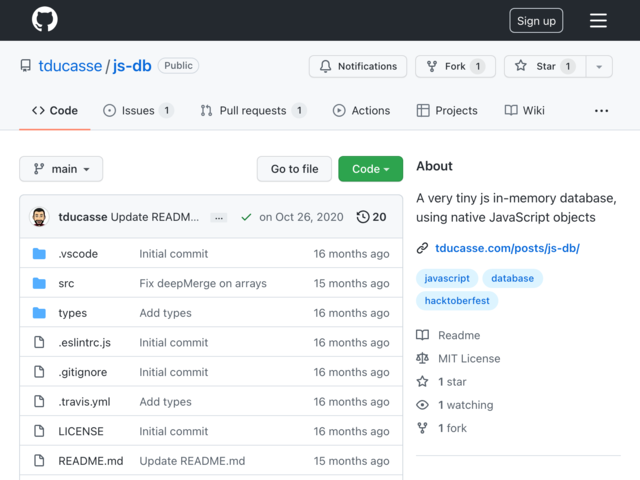 Sign up
tducasse / js-db Public
Notifications Fork 1 Star 1
Code Issues 1 Pull requests 1 Actions Projects Wiki ...
main Go to file Code
tducasse Update READM... ... on Oct 26, 2020 20
.vscode Initial commit 16 months ago
src Fix deepMerge on arrays 15 months ago
types Add types 16 months ago
.eslintrc.js Initial commit 16 months ago
.gitignore Initial commit 16 months ago
.travis.yml Add types 16 months ago
LICENSE Initial commit 16 months ago
README.md Update README.md 15 months ago
About
A very tiny js in-memory database,
using native JavaScript objects
tducasse.com/posts/js-db/
javascript database
hacktoberfest
Readme
MIT License
1 star
1 watching
1 fork